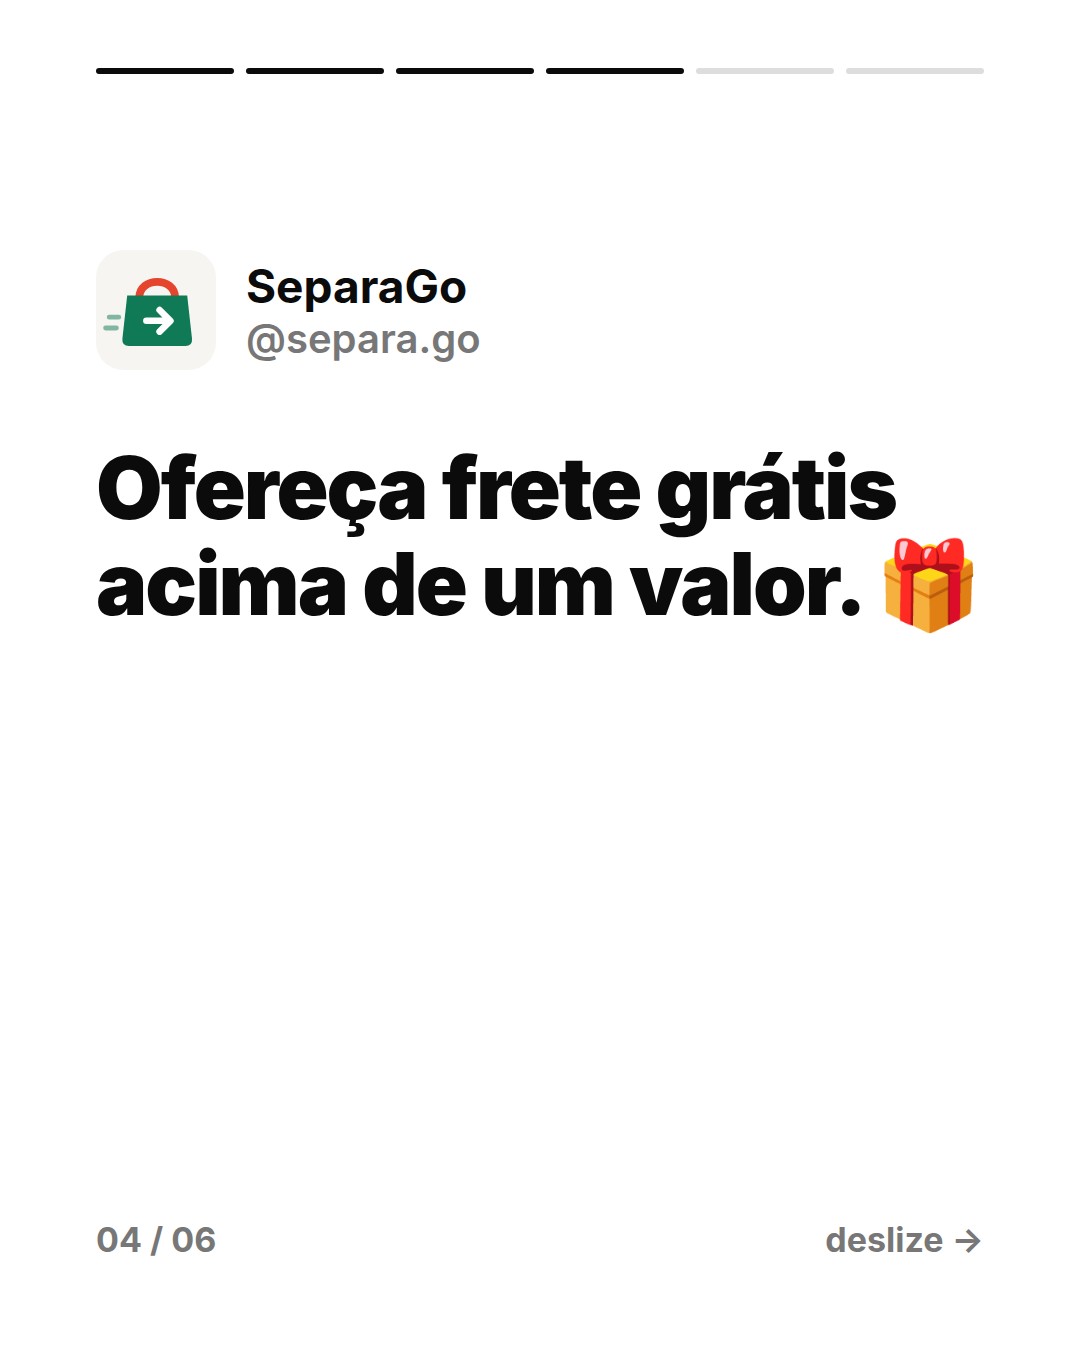 SeparaGo
@separa.go
Ofereça frete grátis
acima de um valor. 🎁
04 / 06
deslize →